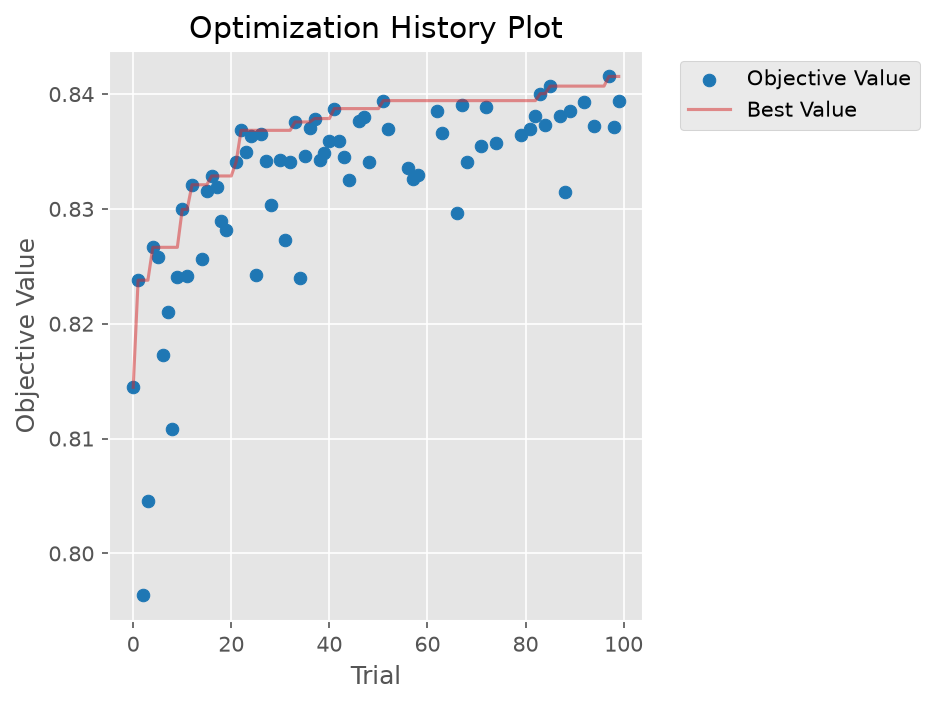 Optimization History Plot
Objective Value
Best Value
0.84
0.83
0.82
0.81
0.80
Objective Value
0
20
40
60
80
100
Trial